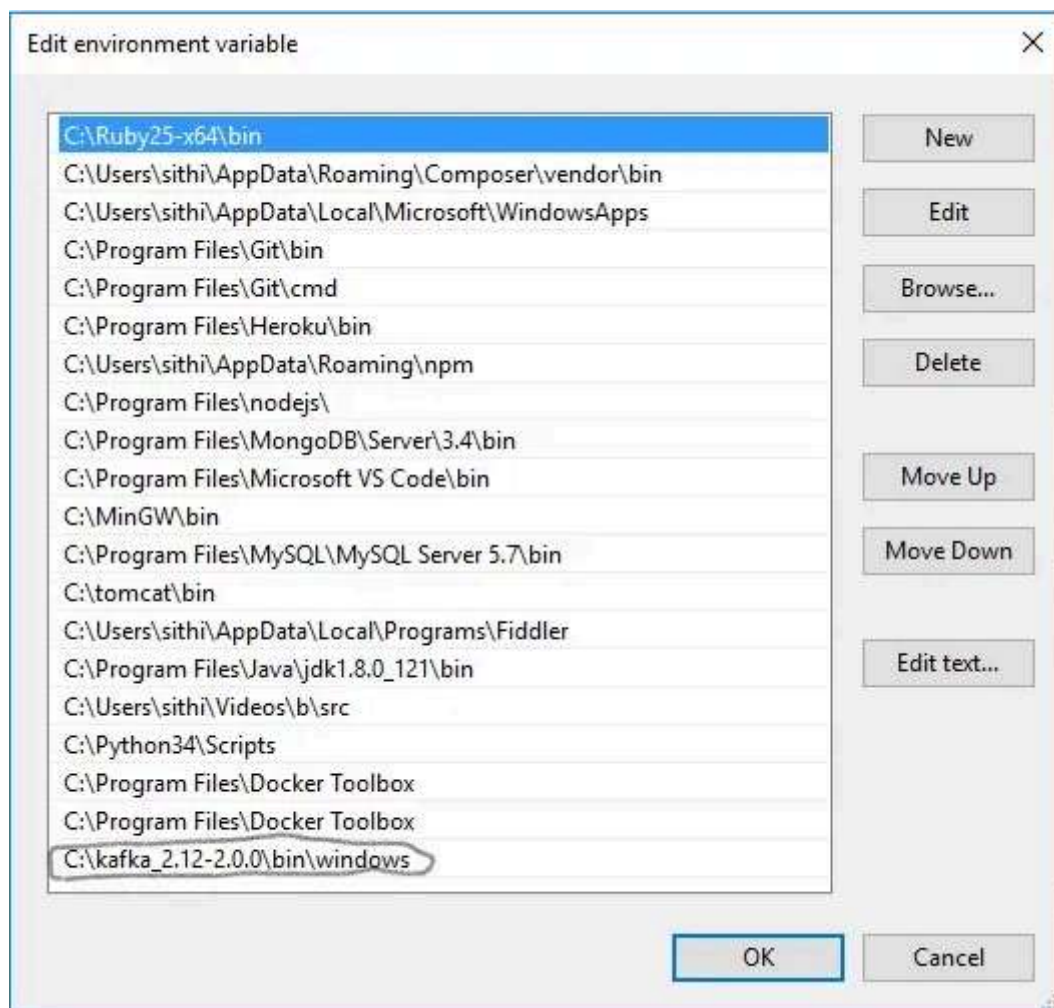 Edit environment variable
C:\Ruby25-x64\bin
C:\Users\sithi\AppData\Roaming\Composer\vendor\bin
C:\Users\sithi\AppData\Local\Microsoft\WindowsApps
C:\Program Files\Git\bin
C:\Program Files\Git\cmd
C:\Program Files\Heroku\bin
C:\Users\sithi\AppData\Roaming\npm
C:\Program Files\nodejs\
C:\Program Files\MongoDB\Server\3.4\bin
C:\Program Files\Microsoft VS Code\bin
C:\MinGW\bin
C:\Program Files\MySQL\MySQL Server 5.7\bin
C:\tomcat\bin
C:\Users\sithi\AppData\Local\Programs\Fiddler
C:\Program Files\Java\jdk1.8.0_121\bin
C:\Users\sithi\Videos\b\src
C:\Python34\Scripts
C:\Program Files\Docker Toolbox
C:\Program Files\Docker Toolbox
C:\kafka_2.12-2.0.0\bin\windows
New
Edit
Browse...
Delete
Move Up
Move Down
Edit text...
OK
Cancel